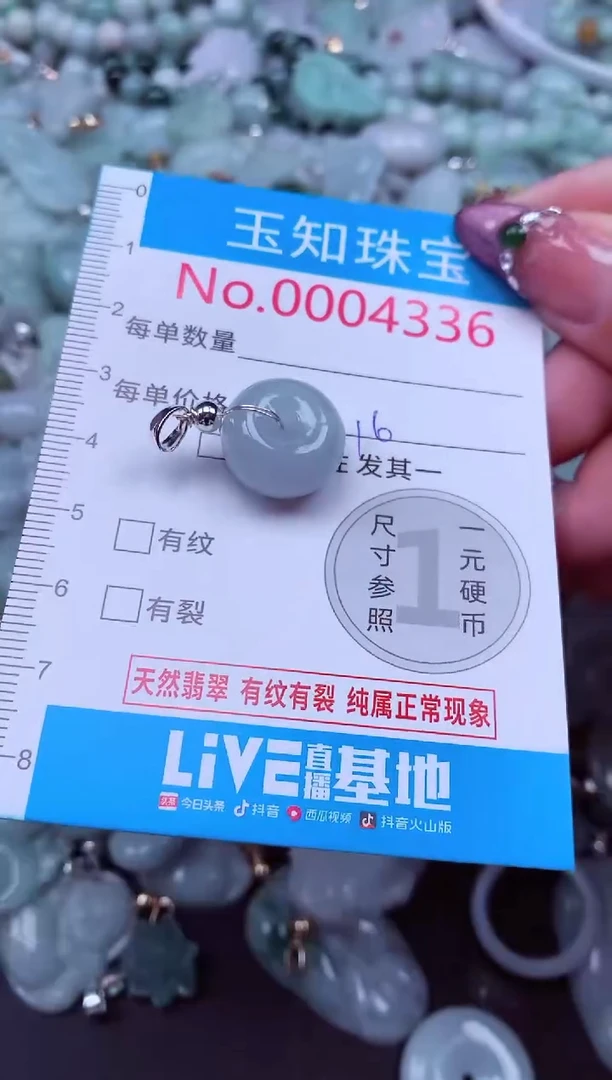 0
玉知珠宝
1
No.0004336
2
每单数量
3
每单价格
16
4
发其一
5
有纹
尺寸参照
1
一元硬币
6
有裂
7
天然翡翠 有纹有裂 纯属正常现象
8
LiVE直播基地
头条 今日头条 抖音 西瓜视频 抖音火山版